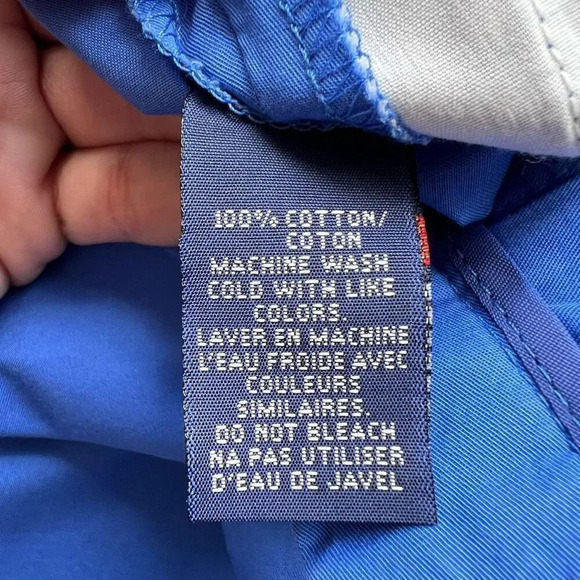 100% COTTON/
COTON
MACHINE WASH
COLD WITH LIKE
COLORS.
LAVER EN MACHINE
L'EAU FROIDE AVEC
COULEURS
SIMILAIRES.
DO NOT BLEACH
NA PAS UTILISER
D'EAU DE JAVEL